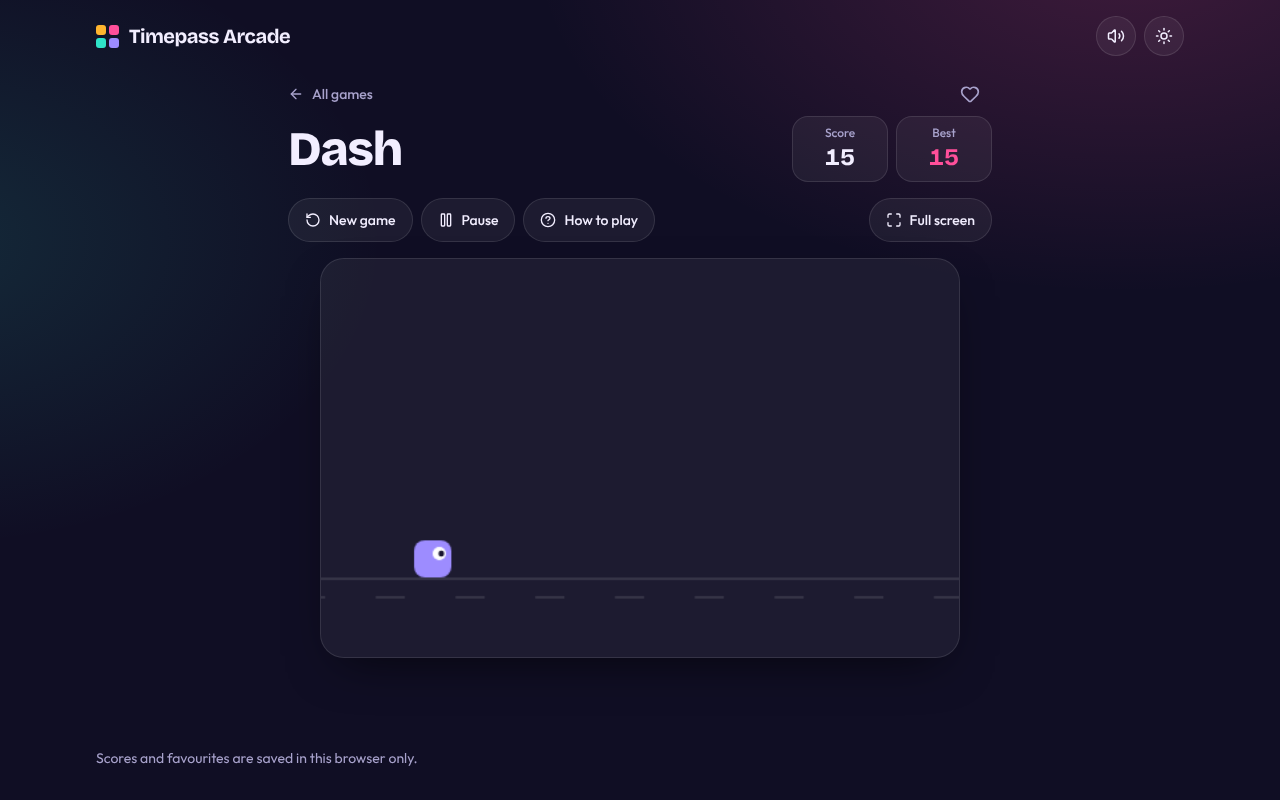 Timepass Arcade
All games
Dash
Score
15
Best
15
New game
Pause
How to play
Full screen
Scores and favourites are saved in this browser only.